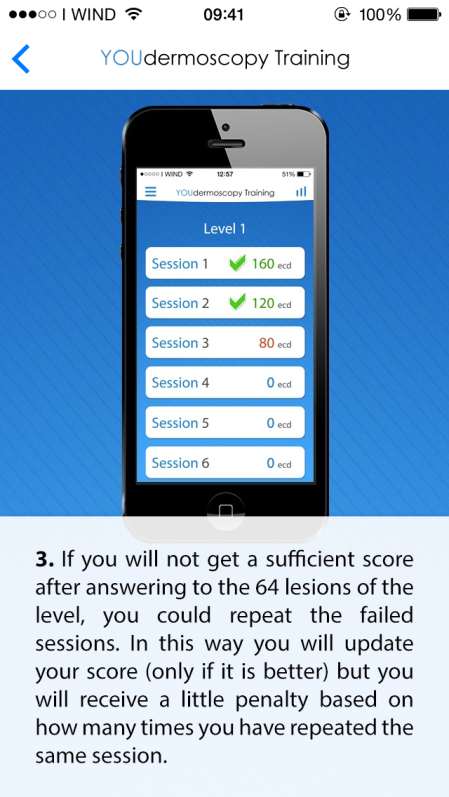 I WIND 09:41 100%
YOUdermoscopy Training
I WIND 12:57 51%
YOUdermoscopy Training
Level 1
Session 1 160 ecd
Session 2 120 ecd
Session 3 80 ecd
Session 4 0 ecd
Session 5 0 ecd
Session 6 0 ecd
3. If you will not get a sufficient score
after answering to the 64 lesions of the
level, you could repeat the failed
sessions. In this way you will update
your score (only if it is better) but you
will receive a little penalty based on
how many times you have repeated the
same session.